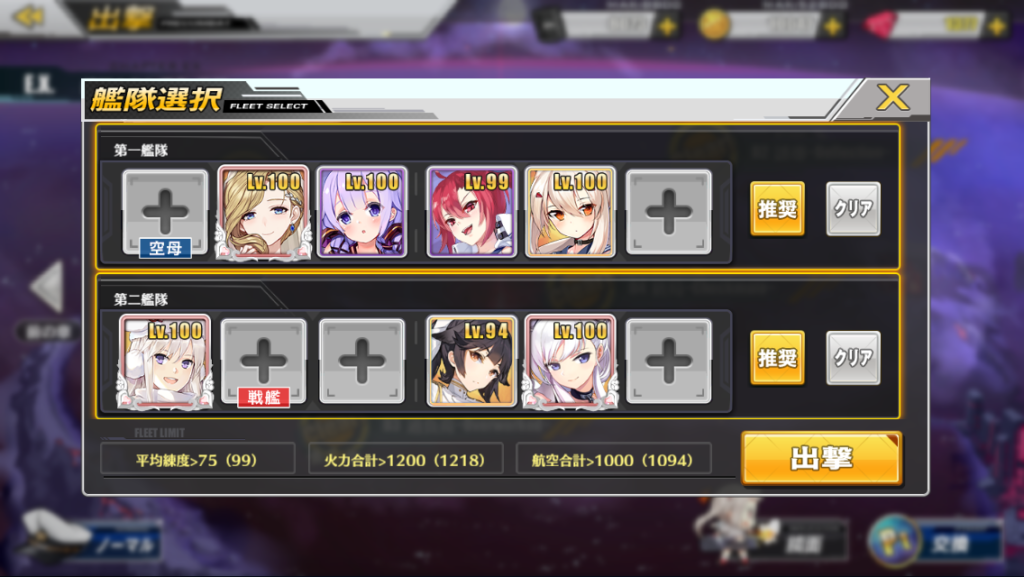 出撃
EX.
艦隊選択
FLEET SELECT
第一艦隊
空母
Lv.100
Lv.100
Lv.99
Lv.100
推奨
クリア
第二艦隊
Lv.100
戦艦
Lv.94
Lv.100
推奨
クリア
FLEET LIMIT
平均練度>75（99）
火力合計>1200（1218）
航空合計>1000（1094）
出撃
ノーマル
交換